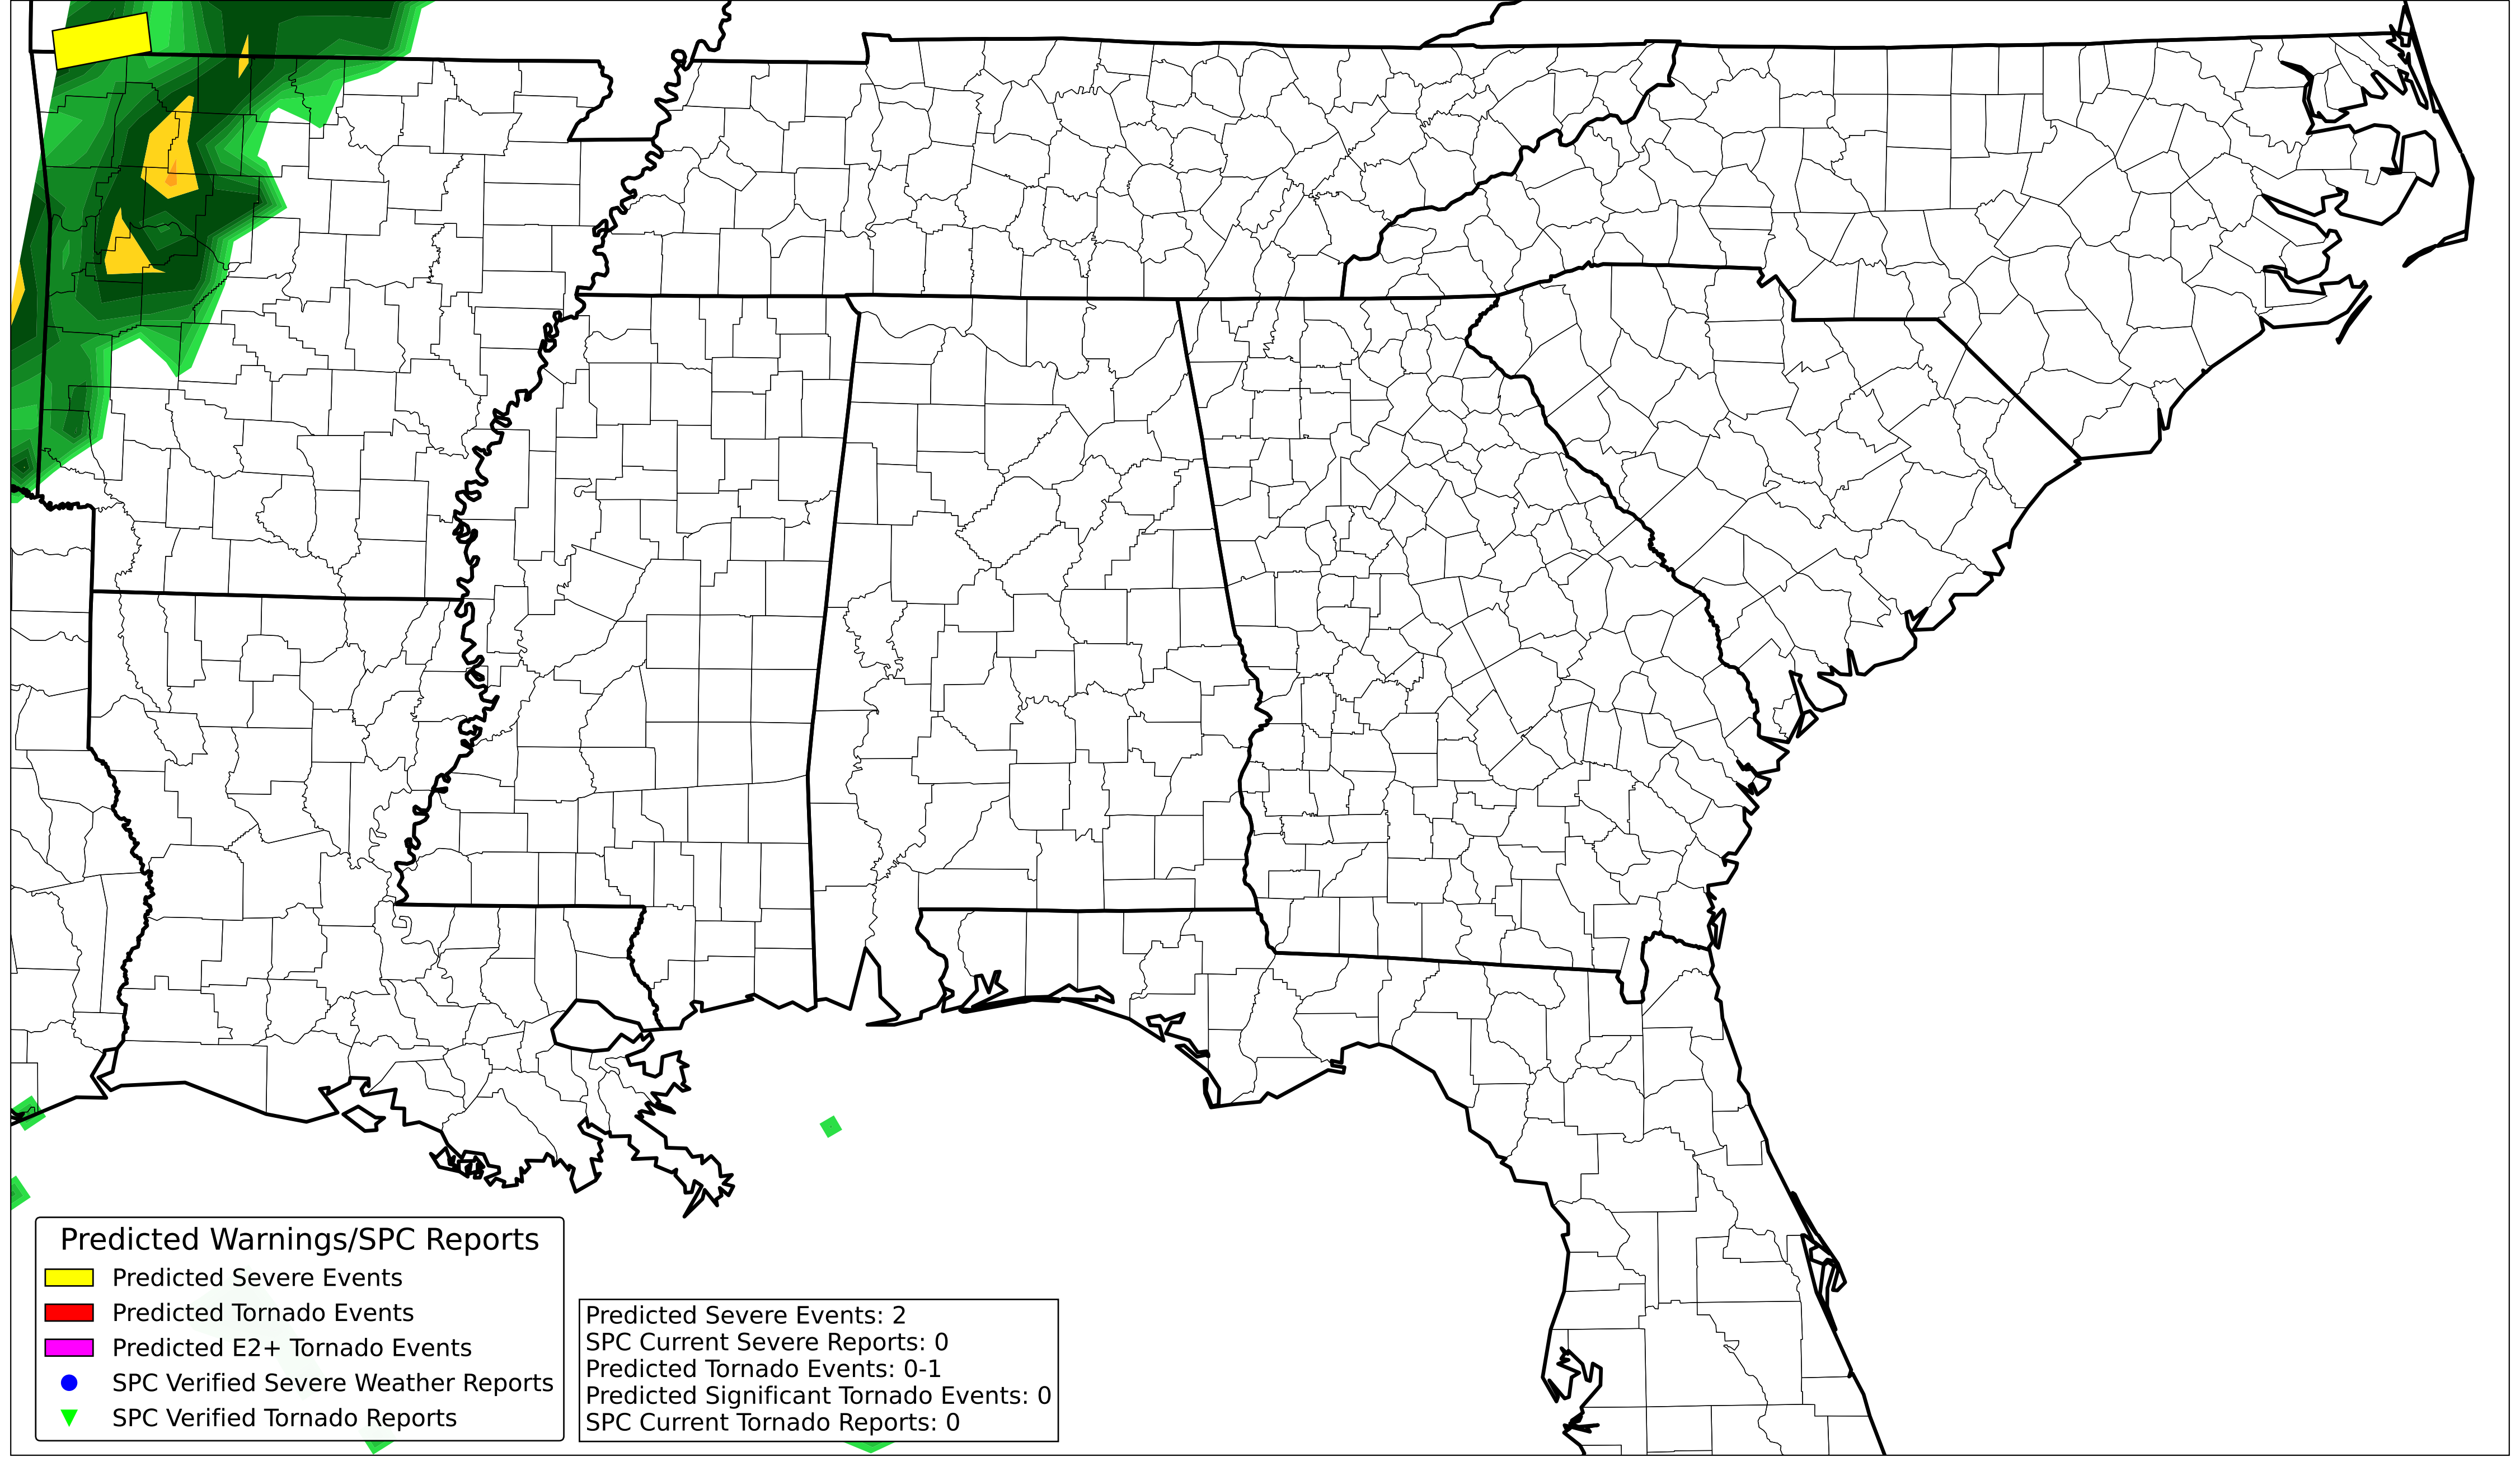 Predicted Warnings/SPC Reports
Predicted Severe Events
Predicted Tornado Events
Predicted E2+ Tornado Events
SPC Verified Severe Weather Reports
SPC Verified Tornado Reports
Predicted Severe Events: 2
SPC Current Severe Reports: 0
Predicted Tornado Events: 0-1
Predicted Significant Tornado Events: 0
SPC Current Tornado Reports: 0